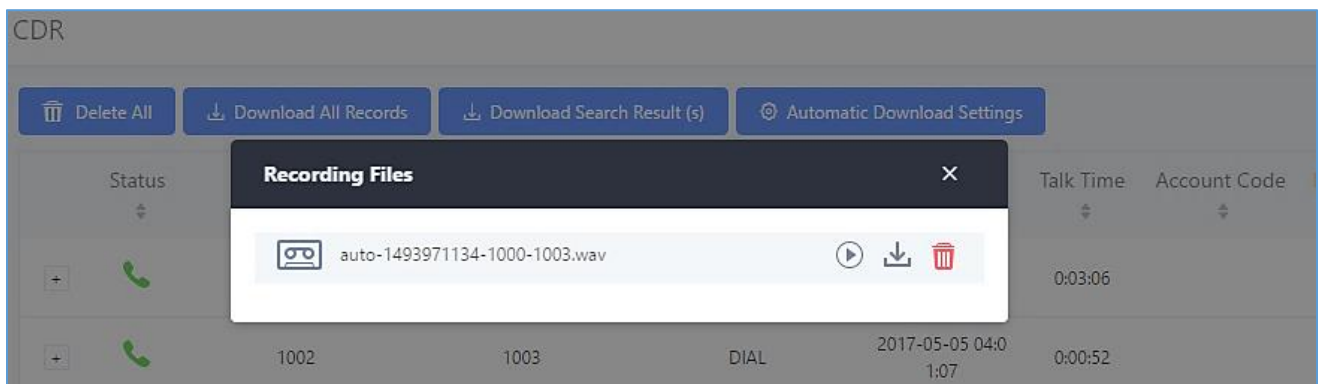 CDR
Delete All
Download All Records
Download Search Result (s)
Automatic Download Settings
Recording Files
Status
Talk Time
Account Code
auto-1493971134-1000-1003.wav
+
0:03:06
+
1002
1003
DIAL
2017-05-05 04:0
1:07
0:00:52